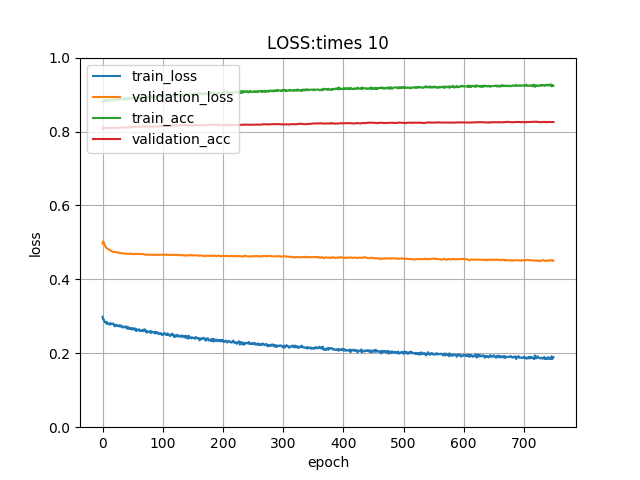 LOSS:times 10
1.0
0.8
0.6
0.4
0.2
0.0
loss
train_loss
validation_loss
train_acc
validation_acc
0 100 200 300 400 500 600 700
epoch